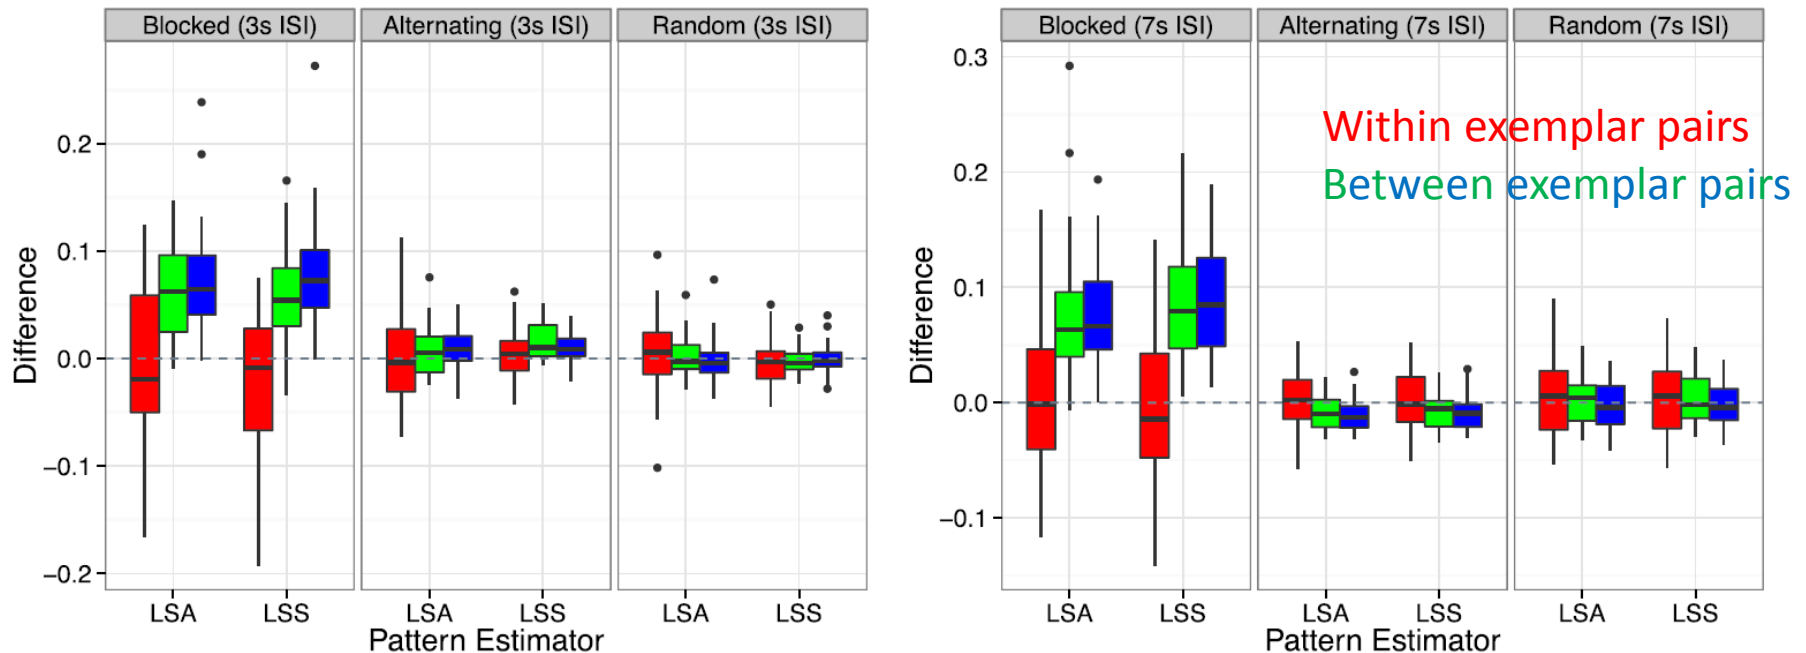 Blocked (3s ISI) Alternating (3s ISI) Random (3s ISI)
0.2
0.1
0.0
−0.1
−0.2
Difference
LSA LSS LSA LSS LSA LSS
Pattern Estimator
Blocked (7s ISI) Alternating (7s ISI) Random (7s ISI)
Within exemplar pairs
Between exemplar pairs
0.3
0.2
0.1
0.0
−0.1
Difference
LSA LSS LSA LSS LSA LSS
Pattern Estimator